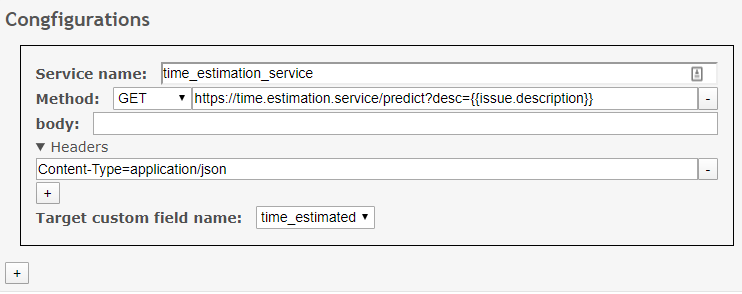 Congfigurations
Service name: time_estimation_service
Method: GET https://time.estimation.service/predict?desc={{issue.description}} -
body:
Headers
Content-Type=application/json -
+
Target custom field name: time_estimated
+